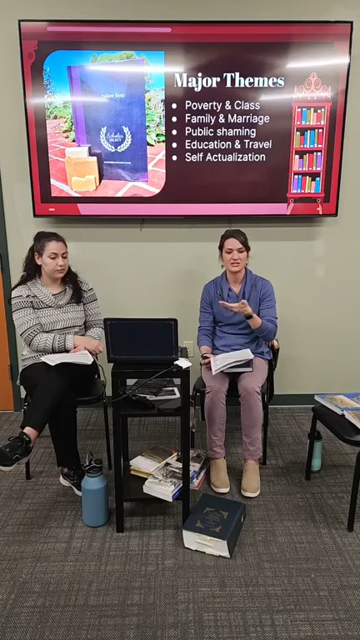 Major Themes
Poverty & Class
Family & Marriage
Public shaming
Education & Travel
Self Actualization